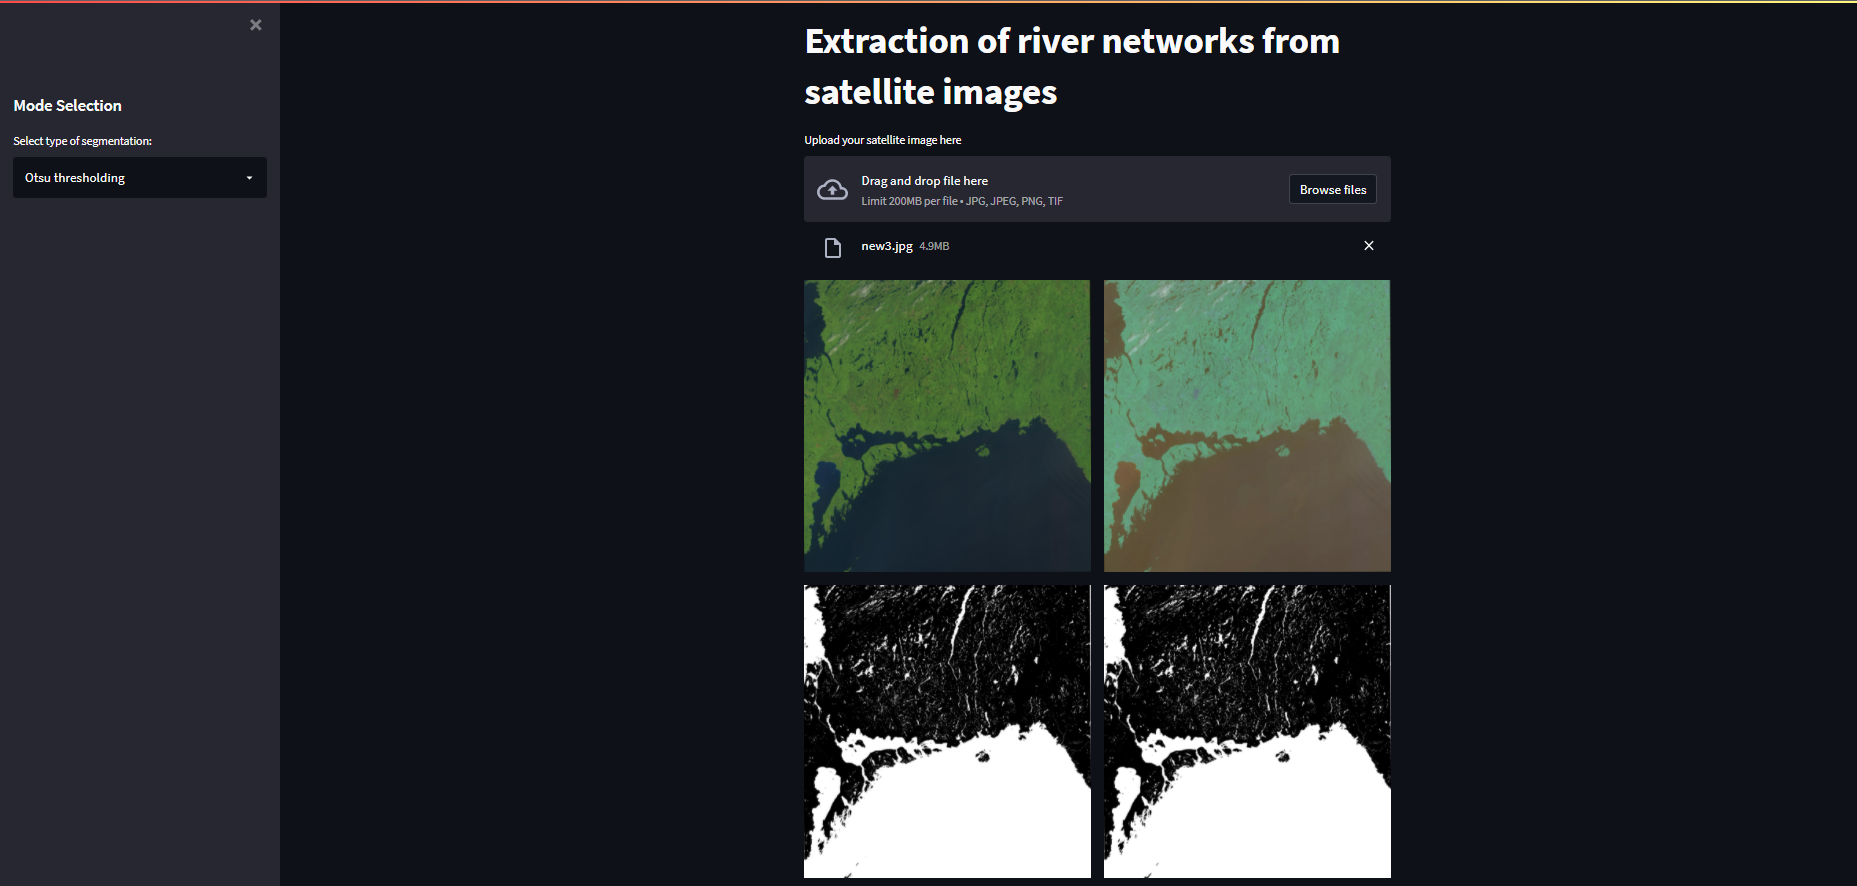 Mode Selection
Select type of segmentation:
Otsu thresholding
Extraction of river networks from
satellite images
Upload your satellite image here
Drag and drop file here
Limit 200MB per file • JPG, JPEG, PNG, TIF
Browse files
new3.jpg 4.9MB